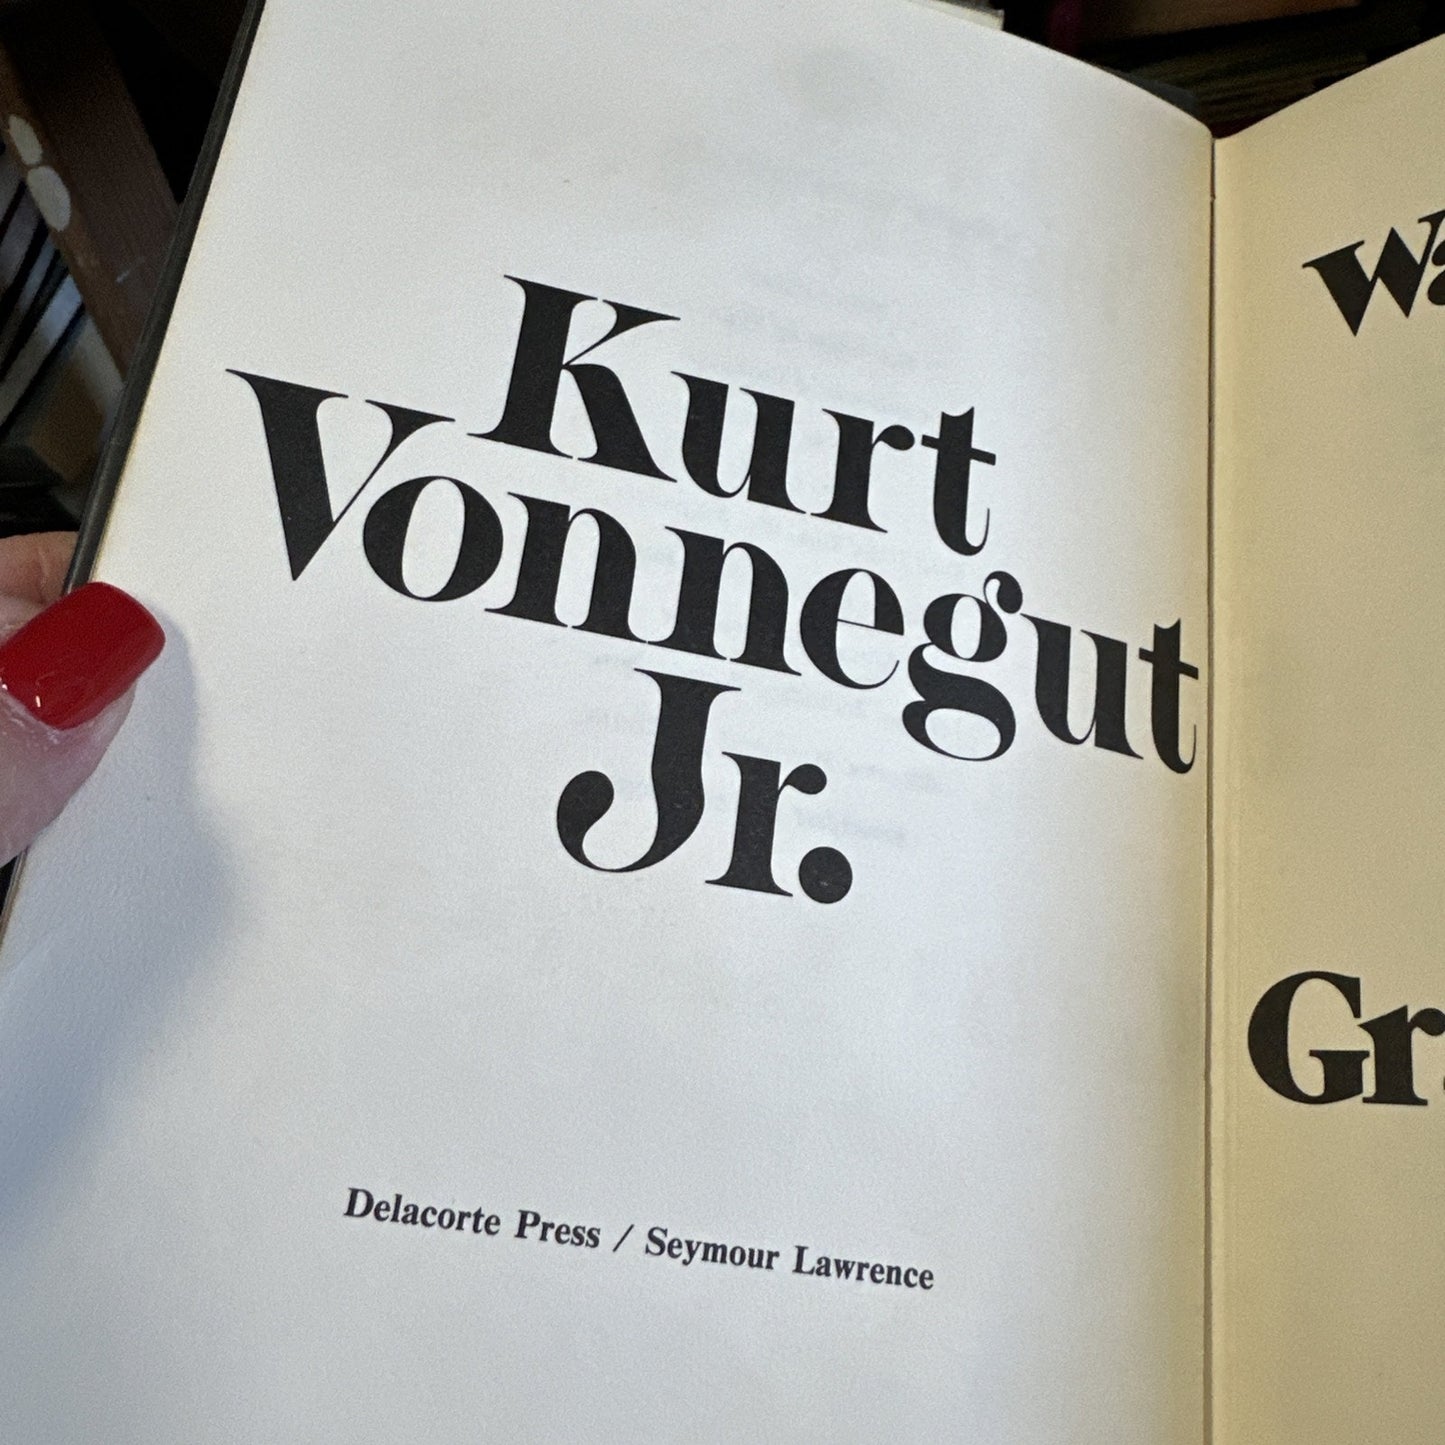 Kurt
Vonnegut
Jr.
Delacorte Press / Seymour Lawrence